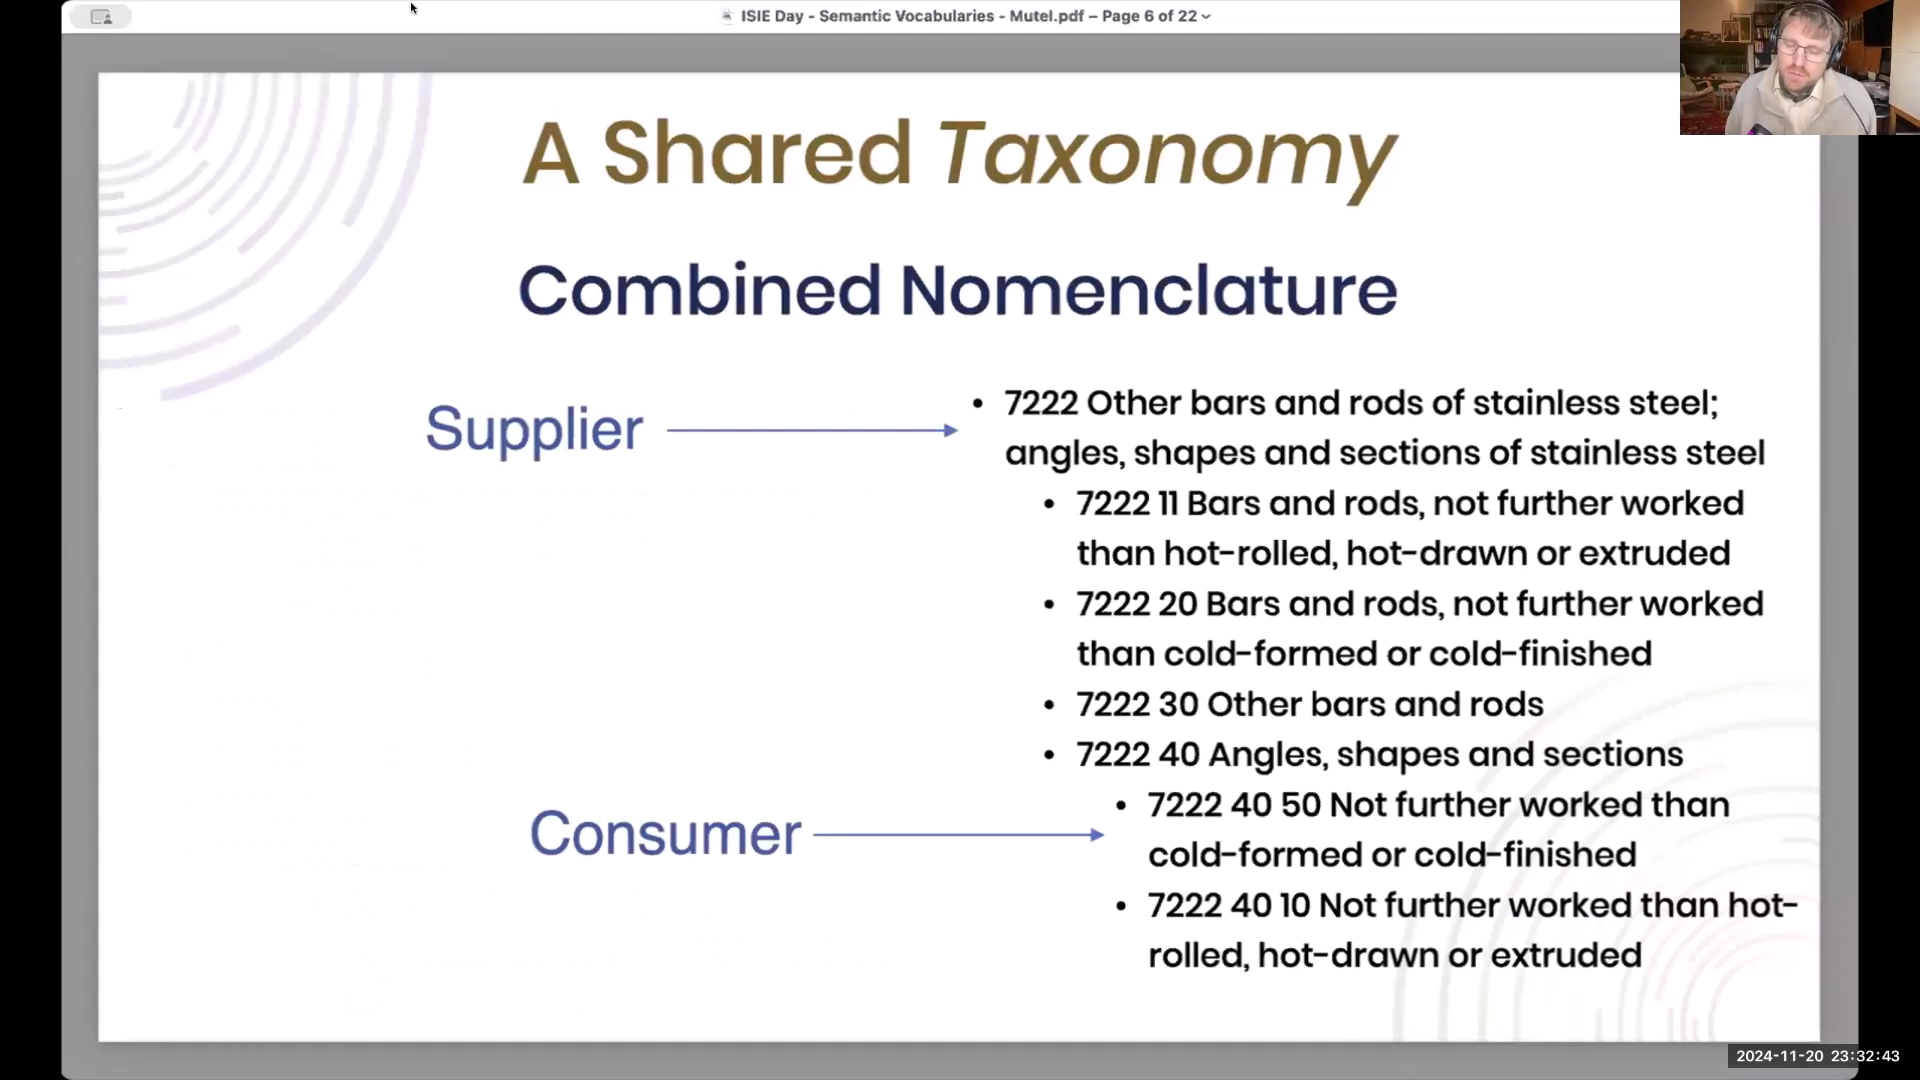 ISIE Day - Semantic Vocabularies - Mutel.pdf – Page 6 of 22
A Shared Taxonomy
Combined Nomenclature
Supplier
• 7222 Other bars and rods of stainless steel;
angles, shapes and sections of stainless steel
• 7222 11 Bars and rods, not further worked
than hot-rolled, hot-drawn or extruded
• 7222 20 Bars and rods, not further worked
than cold-formed or cold-finished
• 7222 30 Other bars and rods
• 7222 40 Angles, shapes and sections
Consumer
• 7222 40 50 Not further worked than
cold-formed or cold-finished
• 7222 40 10 Not further worked than hot-
rolled, hot-drawn or extruded
2024-11-20 23:32:43